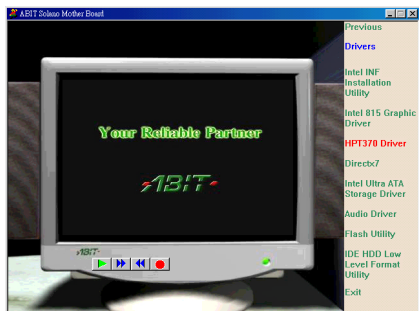 ABIT Solano Mother Board
Previous
Drivers
Intel INF
Installation
Utility
Intel 815 Graphic
Driver
HPT370 Driver
Directx7
Intel Ultra ATA
Storage Driver
Audio Driver
Flash Utility
IDE HDD Low
Level Format
Utility
Exit
Your Reliable Partner
ABIT
ABIT